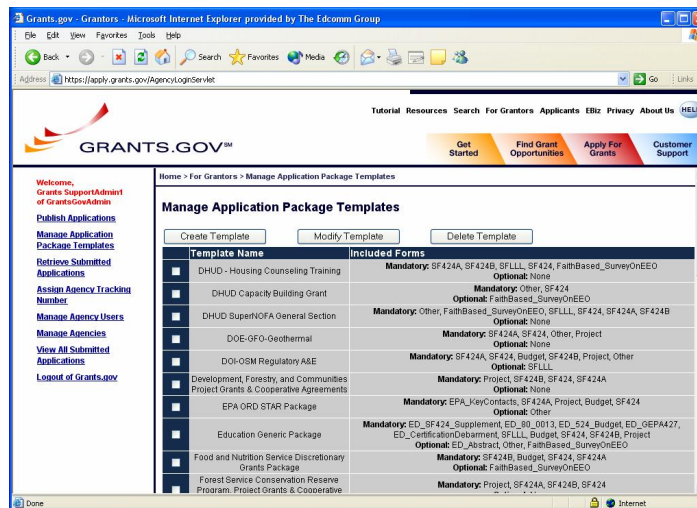 Grants.gov - Grantors - Microsoft Internet Explorer provided by The Edcomm Group
File Edit View Favorites Tools Help
Back Search Favorites Media
Address https://apply.grants.gov/AgencyLoginServlet Go Links
Tutorial Resources Search For Grantors Applicants EBiz Privacy About Us HELP
GRANTS.GOV SM
Get Started
Find Grant Opportunities
Apply For Grants
Customer Support
Welcome,
Grants SupportAdmin1
of GrantsGovAdmin
Publish Applications
Manage Application
Package Templates
Retrieve Submitted
Applications
Assign Agency Tracking
Number
Manage Agency Users
Manage Agencies
View All Submitted
Applications
Logout of Grants.gov
Home > For Grantors > Manage Application Package Templates
Manage Application Package Templates
Create Template Modify Template Delete Template
Template Name Included Forms
DHUD - Housing Counseling Training
Mandatory: SF424A, SF424B, SFLLL, SF424, FaithBased_SurveyOnEEO
Optional: None
DHUD Capacity Building Grant
Mandatory: Other, SF424
Optional: FaithBased_SurveyOnEEO
DHUD SuperNOFA General Section
Mandatory: Other, FaithBased_SurveyOnEEO, SFLLL, SF424, SF424A, SF424B
Optional: None
DOE-GFO-Geothermal
Mandatory: SF424A, SF424, Other, Project
Optional: None
DOI-OSM Regulatory A&E
Mandatory: SF424A, SF424, Budget, SF424B, Project, Other
Optional: SFLLL
Development, Forestry, and Communities
Project Grants & Cooperative Agreements
Mandatory: Project, SF424B, SF424, SF424A
Optional: None
EPA ORD STAR Package
Mandatory: EPA_KeyContacts, SF424A, Project, Budget, SF424
Optional: Other
Education Generic Package
Mandatory: ED_SF424_Supplement, ED_80_0013, ED_524_Budget, ED_GEPA427,
ED_CertificationDebarment, SFLLL, Budget, SF424, SF424B, Project
Optional: ED_Abstract, Other, FaithBased_SurveyOnEEO
Food and Nutrition Service Discretionary
Grants Package
Mandatory: SF424B, Budget, SF424, SF424A
Optional: FaithBased_SurveyOnEEO
Forest Service Conservation Reserve
Program. Project Grants & Cooperative
Mandatory: Project, SF424A, SF424B, SF424
Done Internet